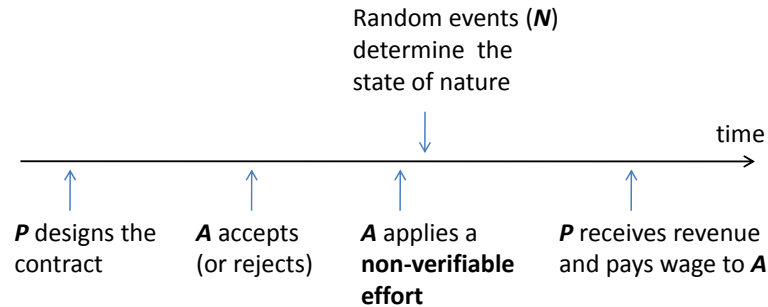 Random events (N)
determine the
state of nature
time
P designs the
contract
A accepts
(or rejects)
A applies a
non-verifiable
effort
P receives revenue
and pays wage to A